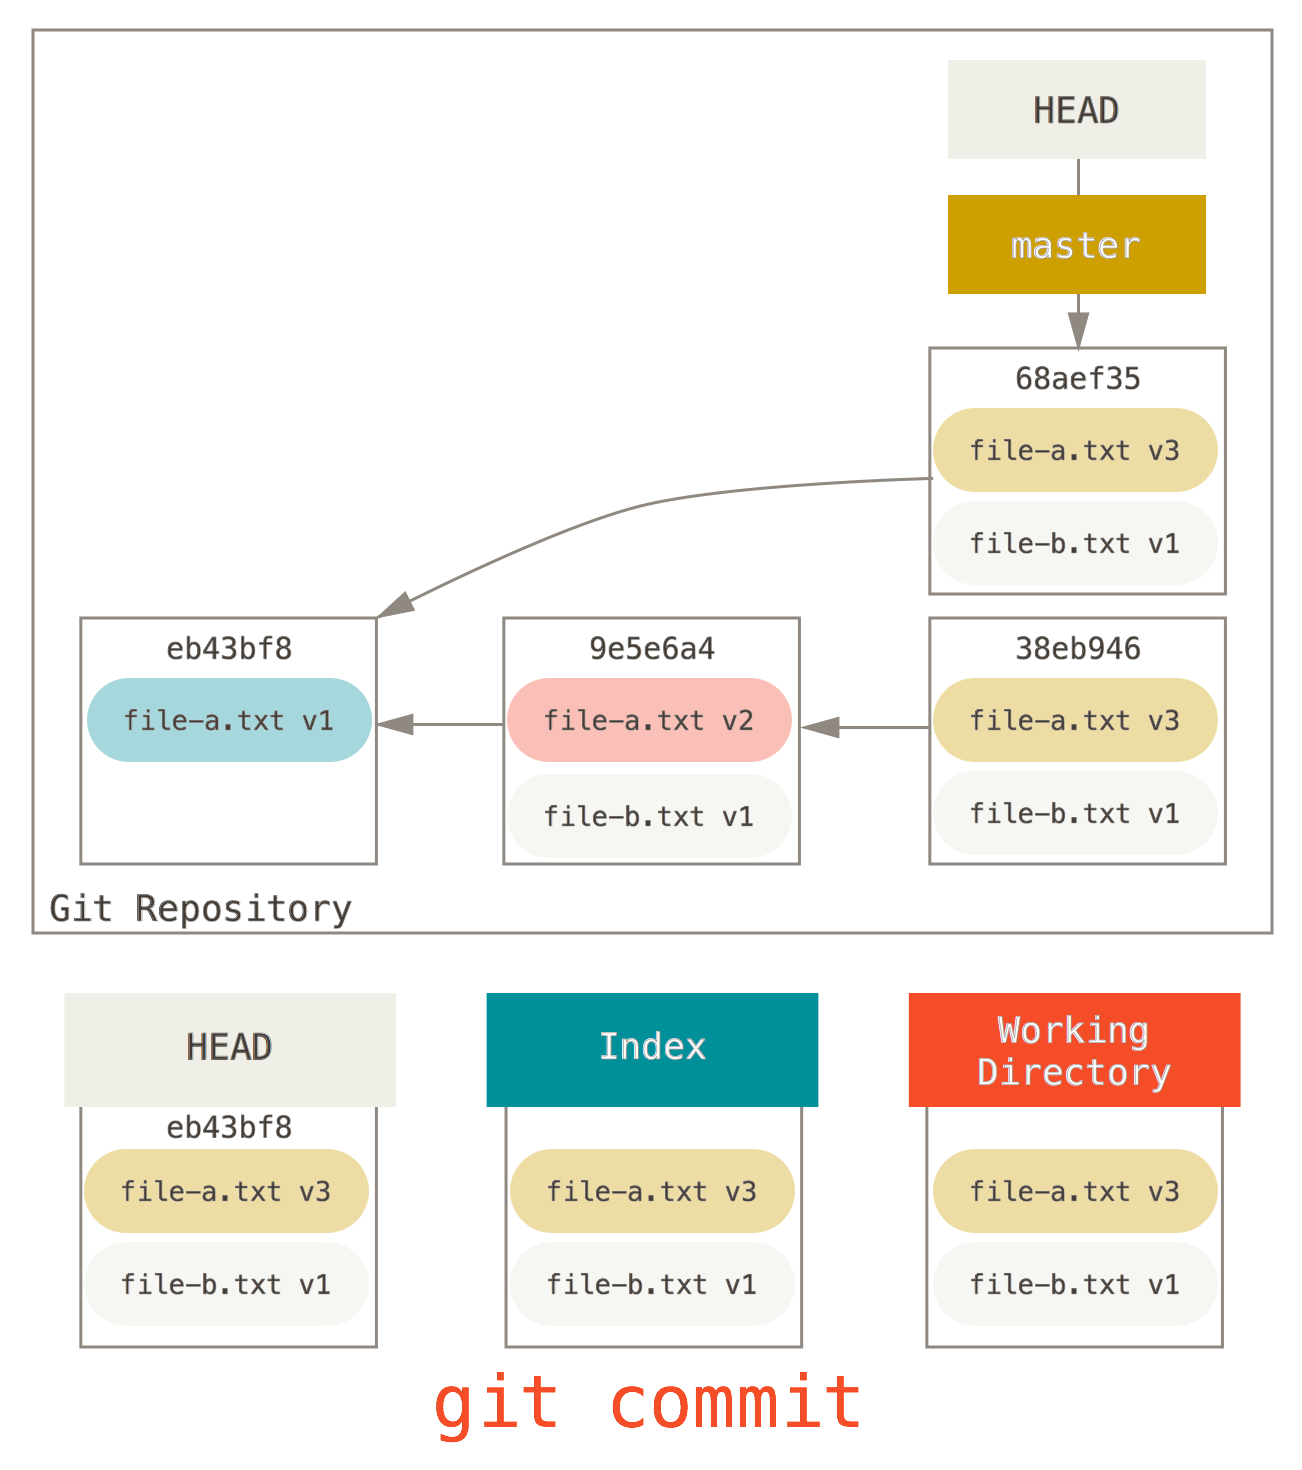 HEAD
master
68aef35
file-a.txt v3
file-b.txt v1
eb43bf8
file-a.txt v1
9e5e6a4
file-a.txt v2
file-b.txt v1
38eb946
file-a.txt v3
file-b.txt v1
Git Repository
HEAD
eb43bf8
file-a.txt v3
file-b.txt v1
Index
file-a.txt v3
file-b.txt v1
Working
Directory
file-a.txt v3
file-b.txt v1
git commit